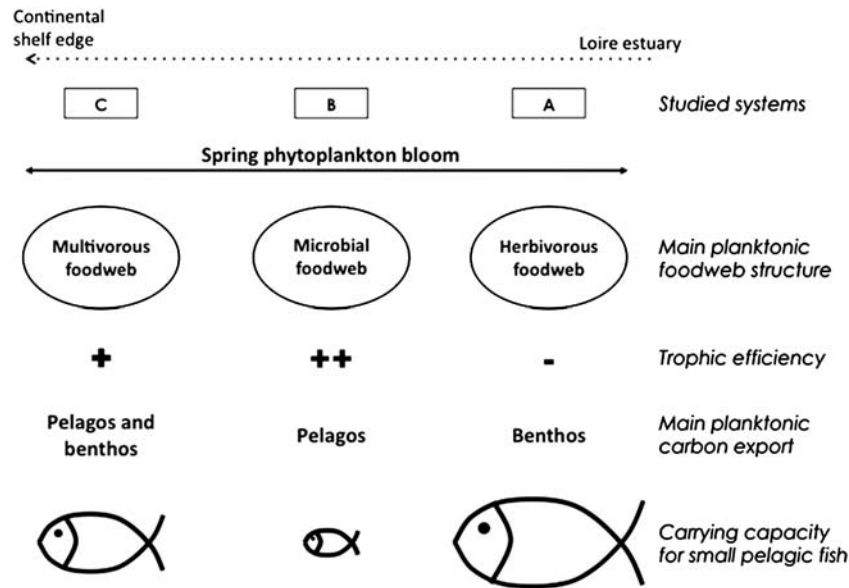 Continental
shelf edge
Loire estuary
C
B
A
Studied systems
Spring phytoplankton bloom
Multivorous
foodweb
Microbial
foodweb
Herbivorous
foodweb
Main planktonic
foodweb structure
+
++
-
Trophic efficiency
Pelagos and
benthos
Pelagos
Benthos
Main planktonic
carbon export
Carrying capacity
for small pelagic fish